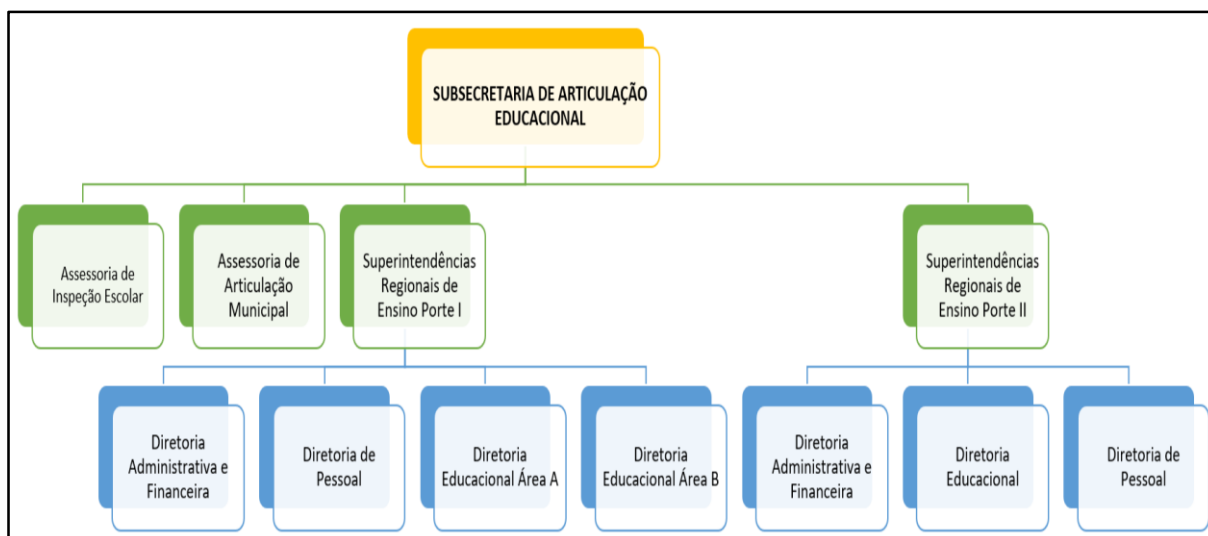 SUBSECRETARIA DE ARTICULAÇÃO
EDUCACIONAL
Assessoria de
Inspeção Escolar
Assessoria de
Articulação
Municipal
Superintendências
Regionais de
Ensino Porte I
Superintendências
Regionais de
Ensino Porte II
Diretoria
Administrativa e
Financeira
Diretoria de
Pessoal
Diretoria
Educacional Área A
Diretoria
Educacional Área B
Diretoria
Administrativa e
Financeira
Diretoria
Educacional
Diretoria de
Pessoal